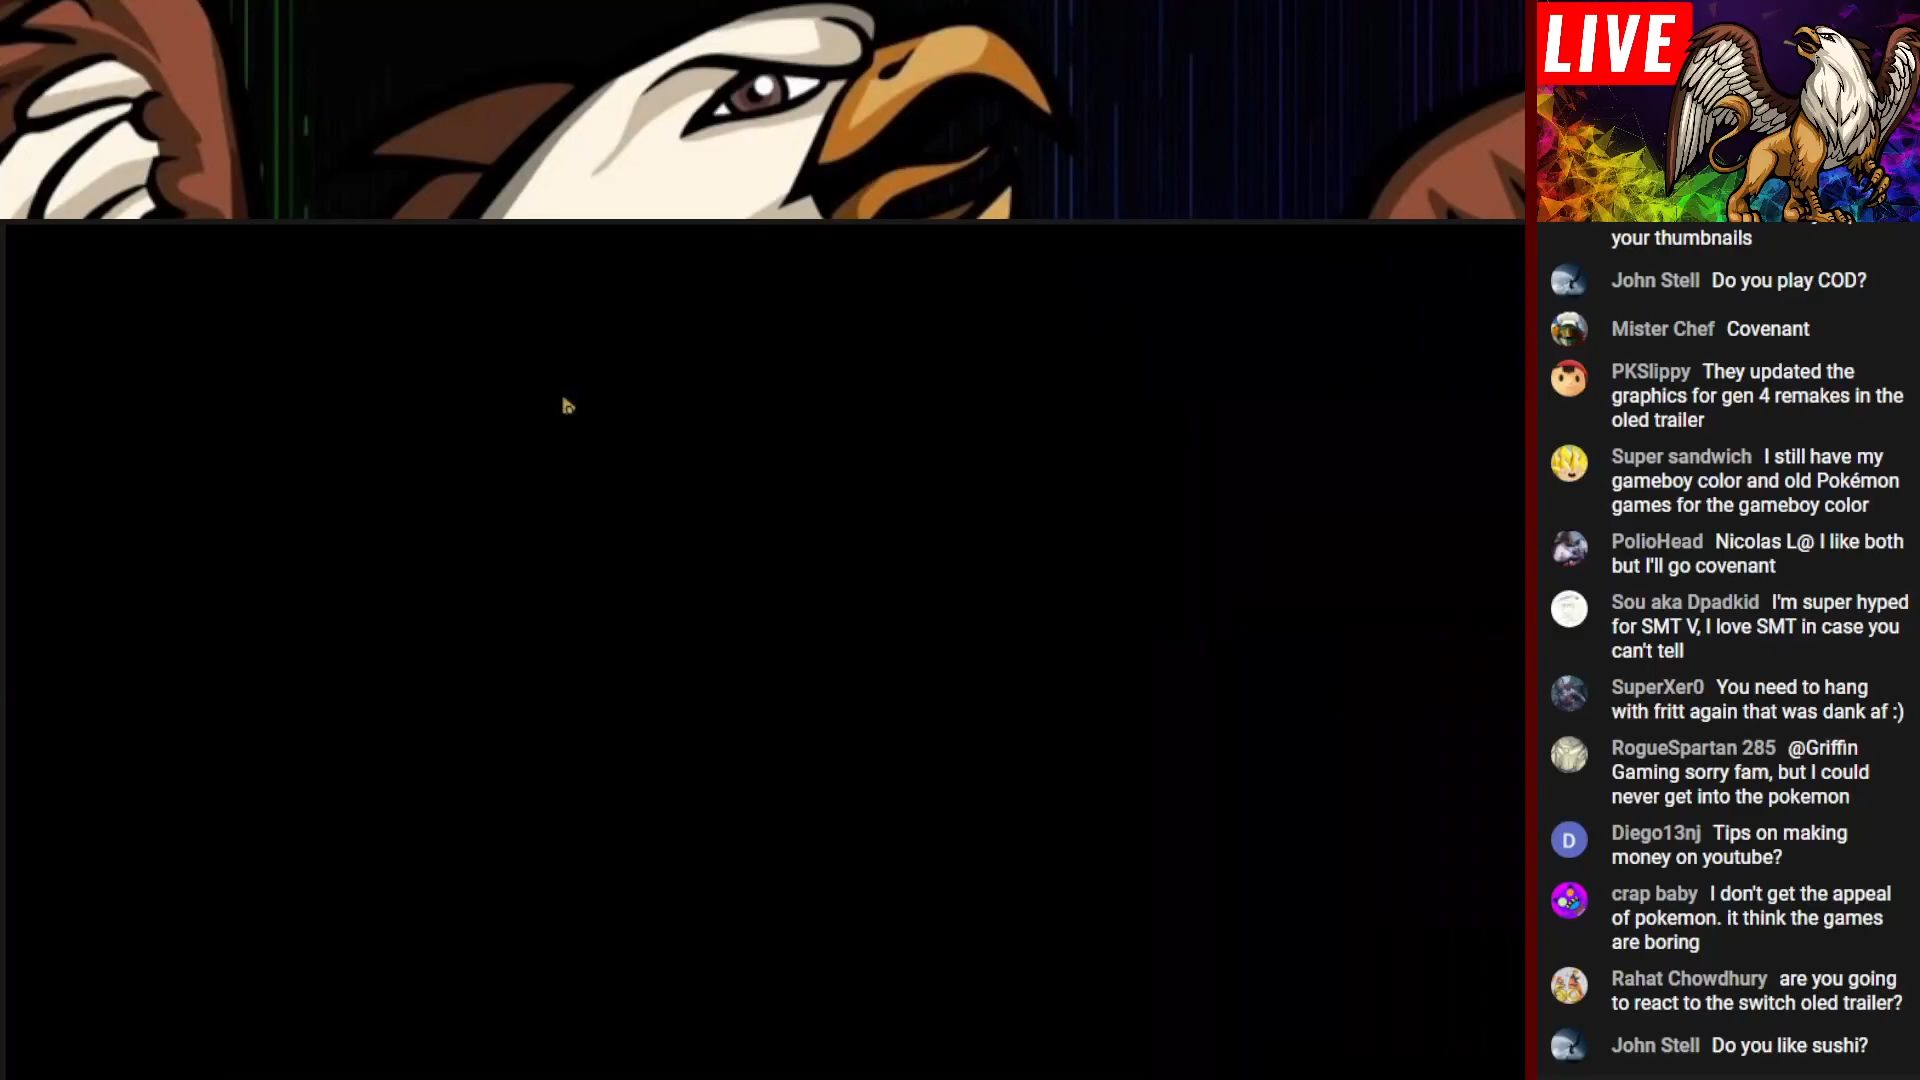 LIVE
your thumbnails
John Stell Do you play COD?
Mister Chef Covenant
PKSlippy They updated the
graphics for gen 4 remakes in the
oled trailer
Super sandwich I still have my
gameboy color and old Pokémon
games for the gameboy color
PolioHead Nicolas L@ I like both
but I'll go covenant
Sou aka Dpadkid I'm super hyped
for SMT V, I love SMT in case you
can't tell
SuperXer0 You need to hang
with fritt again that was dank af :)
RogueSpartan 285 @Griffin
Gaming sorry fam, but I could
never get into the pokemon
D
Diego13nj Tips on making
money on youtube?
crap baby I don't get the appeal
of pokemon. it think the games
are boring
Rahat Chowdhury are you going
to react to the switch oled trailer?
John Stell Do you like sushi?